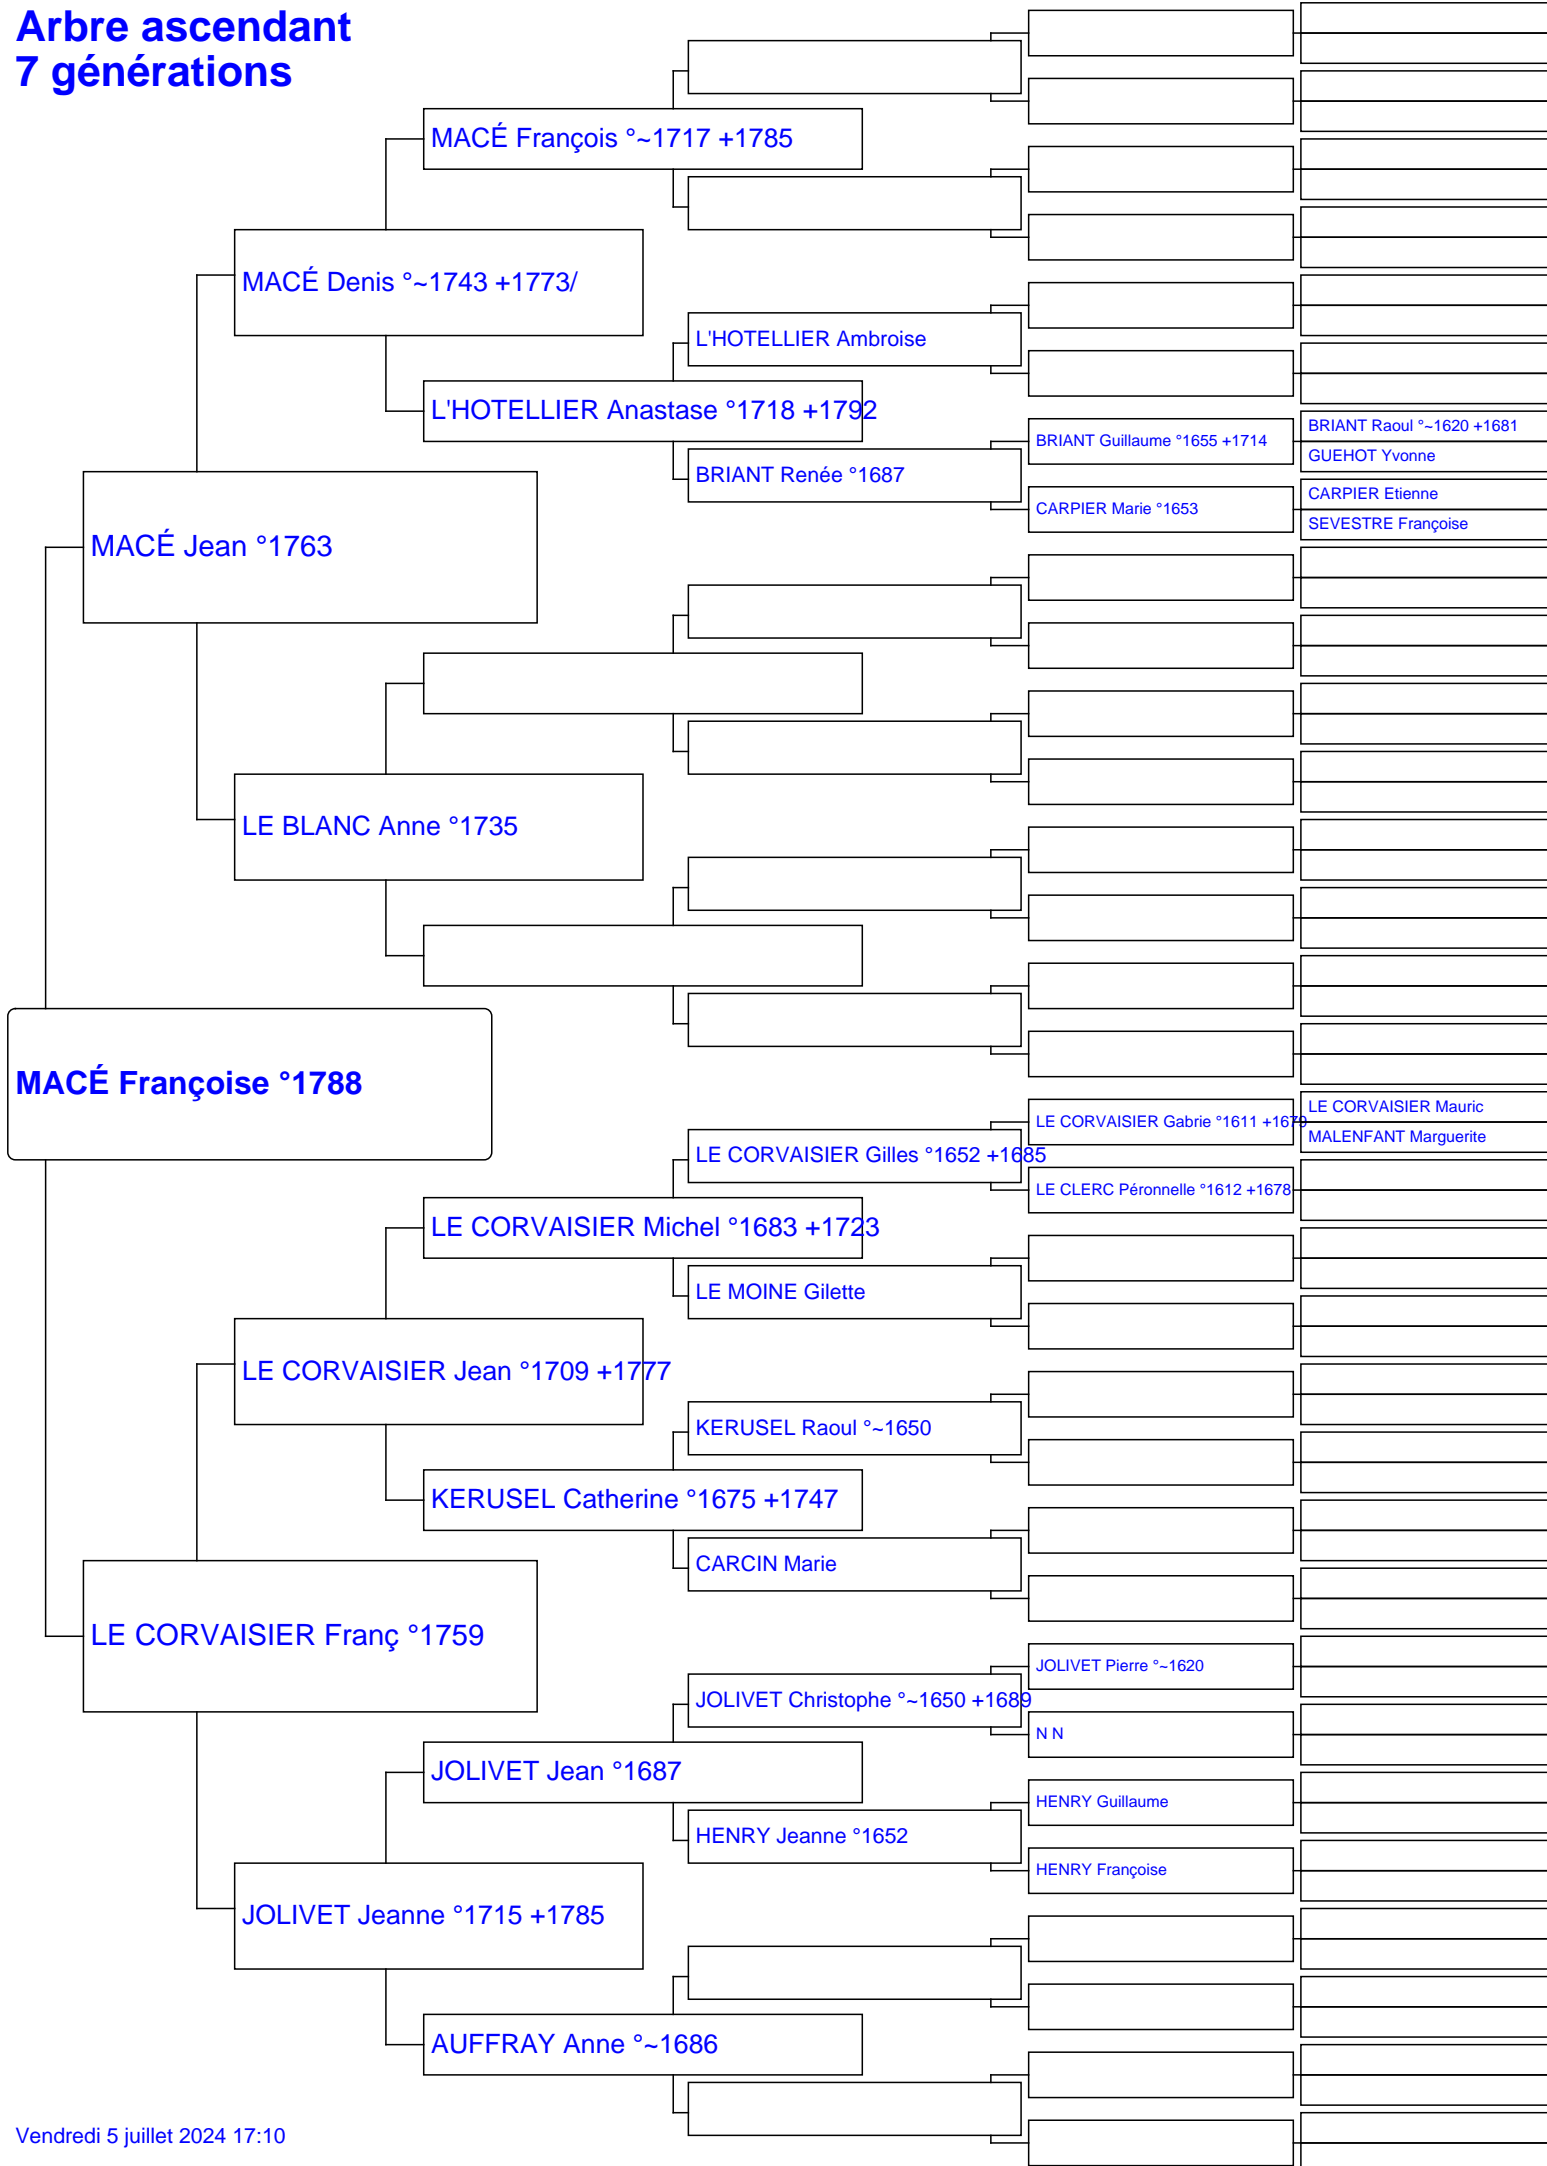 Arbre ascendant
7 générations
MACÉ François °~1717 +1785
MACÉ Denis °~1743 +1773/
L'HOTELLIER Ambroise
L'HOTELLIER Anastase °1718 +1792
BRIANT Guillaume °1655 +1714
BRIANT Raoul °~1620 +1681
GUEHOT Yvonne
BRIANT Renée °1687
CARPIER Marie °1653
CARPIER Etienne
SEVESTRE Françoise
MACÉ Jean °1763
LE BLANC Anne °1735
MACÉ Françoise °1788
LE CORVAISIER Gabrie °1611 +1679
LE CORVAISIER Mauric
MALENFANT Marguerite
LE CORVAISIER Gilles °1652 +1685
LE CLERC Péronnelle °1612 +1678
LE CORVAISIER Michel °1683 +1723
LE MOINE Gilette
LE CORVAISIER Jean °1709 +1777
KERUSEL Raoul °~1650
KERUSEL Catherine °1675 +1747
CARCIN Marie
LE CORVAISIER Franç °1759
JOLIVET Pierre °~1620
JOLIVET Christophe °~1650 +1689
N N
JOLIVET Jean °1687
HENRY Guillaume
HENRY Jeanne °1652
HENRY Françoise
JOLIVET Jeanne °1715 +1785
AUFFRAY Anne °~1686
Vendredi 5 juillet 2024 17:10